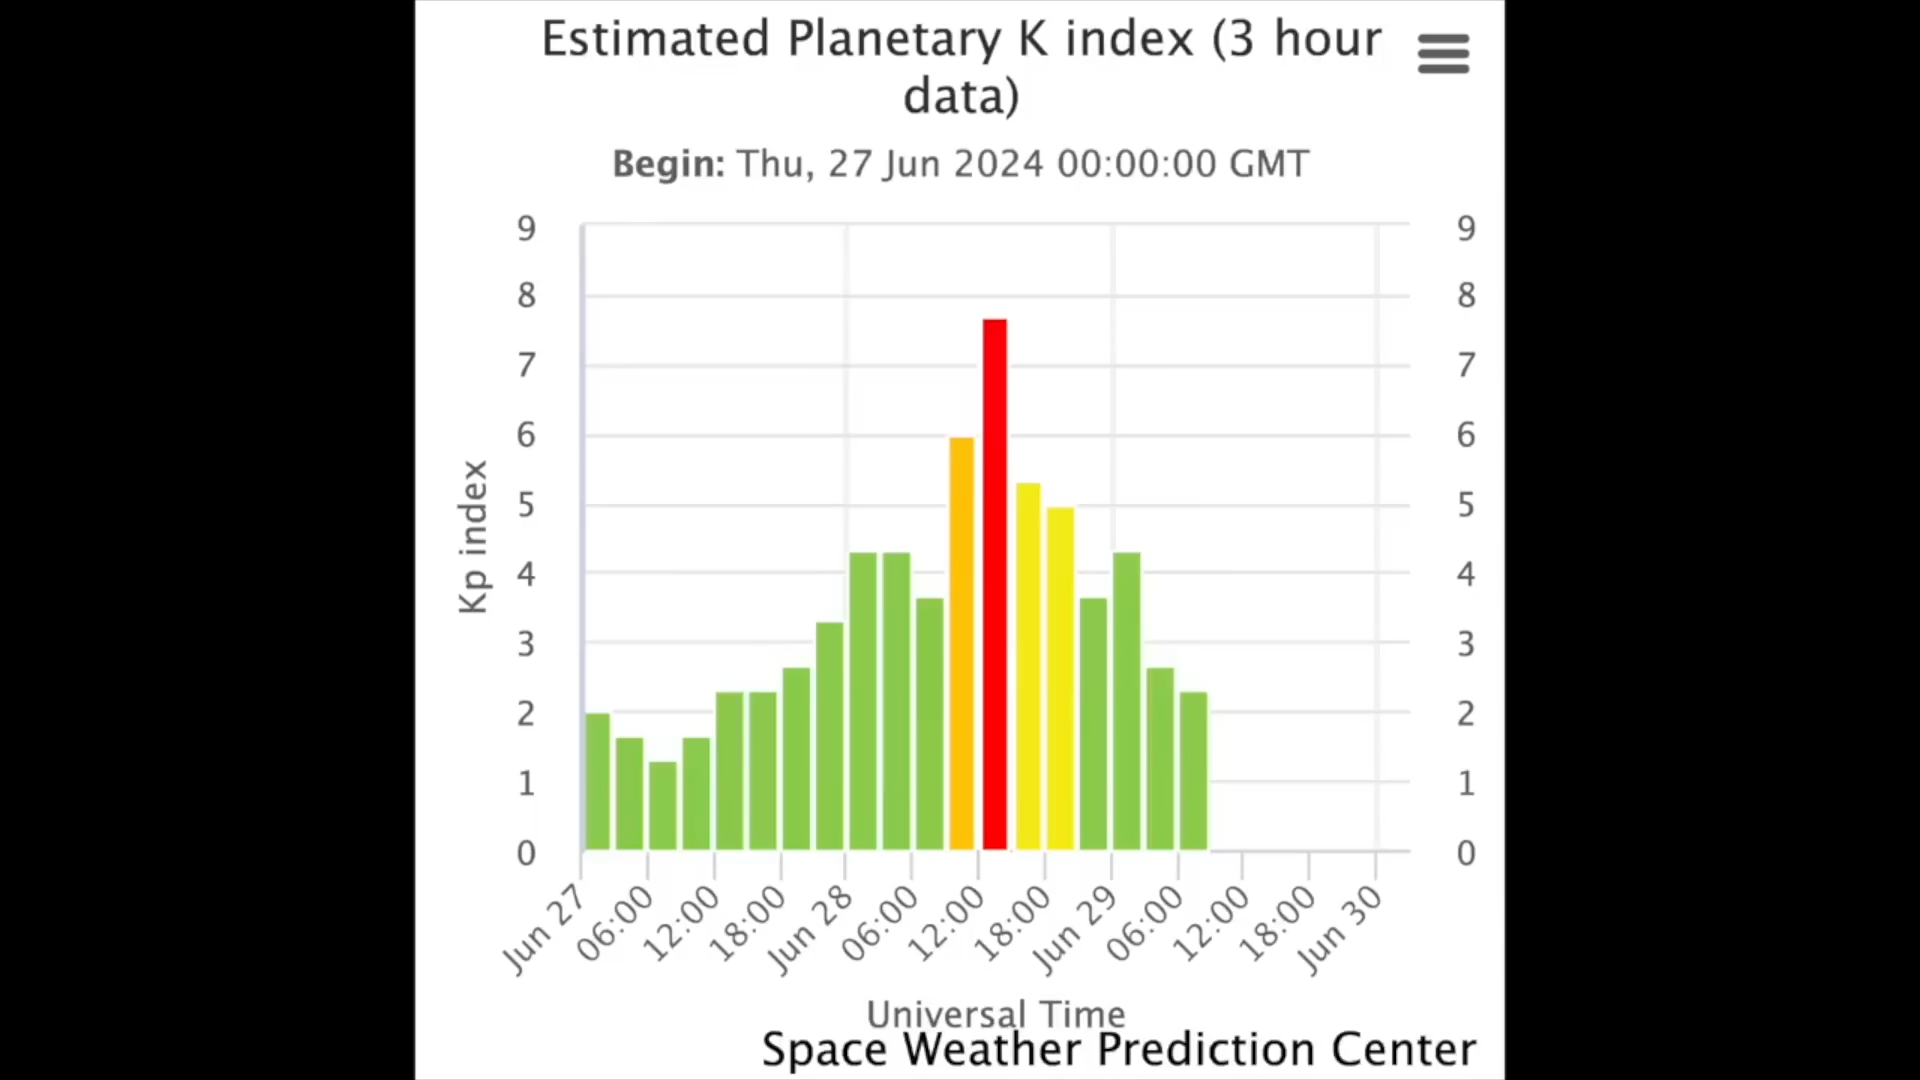 Estimated Planetary K index (3 hour
data)
Begin: Thu, 27 Jun 2024 00:00:00 GMT
9 9
8 8
7 7
6 6
5 5
4 4
3 3
2 2
1 1
0 0
Kp index
Jun 27 06:00 12:00 18:00 Jun 28 06:00 12:00 18:00 Jun 29 06:00 12:00 18:00 Jun 30
Universal Time
Space Weather Prediction Center